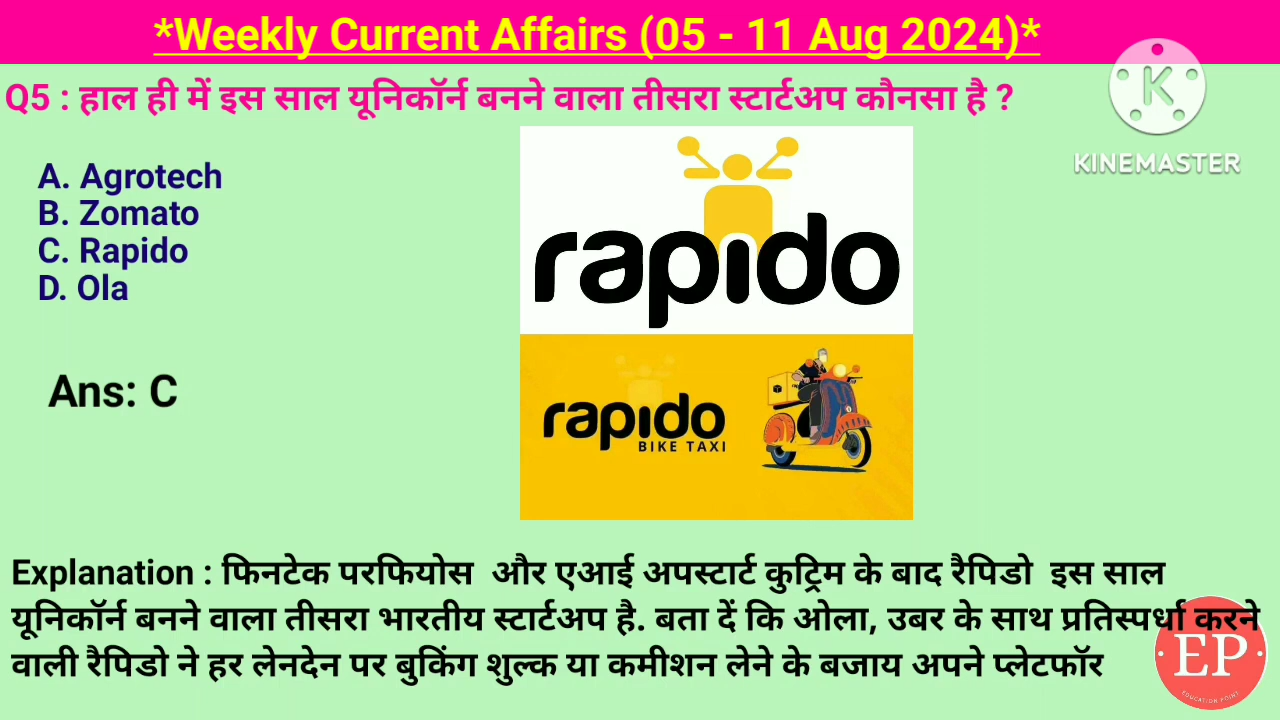 *Weekly Current Affairs (05 - 11 Aug 2024)*
Q5 : हाल ही में इस साल यूनिकॉर्न बनने वाला तीसरा स्टार्टअप कौनसा है ?
K
KINEMASTER
A. Agrotech
B. Zomato
C. Rapido
D. Ola
rapido
rapido
BIKE TAXI
Ans: C
Explanation : फिनटेक परफियोस और एआई अपस्टार्ट कुट्रिम के बाद रैपिडो इस साल
यूनिकॉर्न बनने वाला तीसरा भारतीय स्टार्टअप है. बता दें कि ओला, उबर के साथ प्रतिस्पर्धा करने
वाली रैपिडो ने हर लेनदेन पर बुकिंग शुल्क या कमीशन लेने के बजाय अपने प्लेटफॉर
EP
EDUCATION POINT